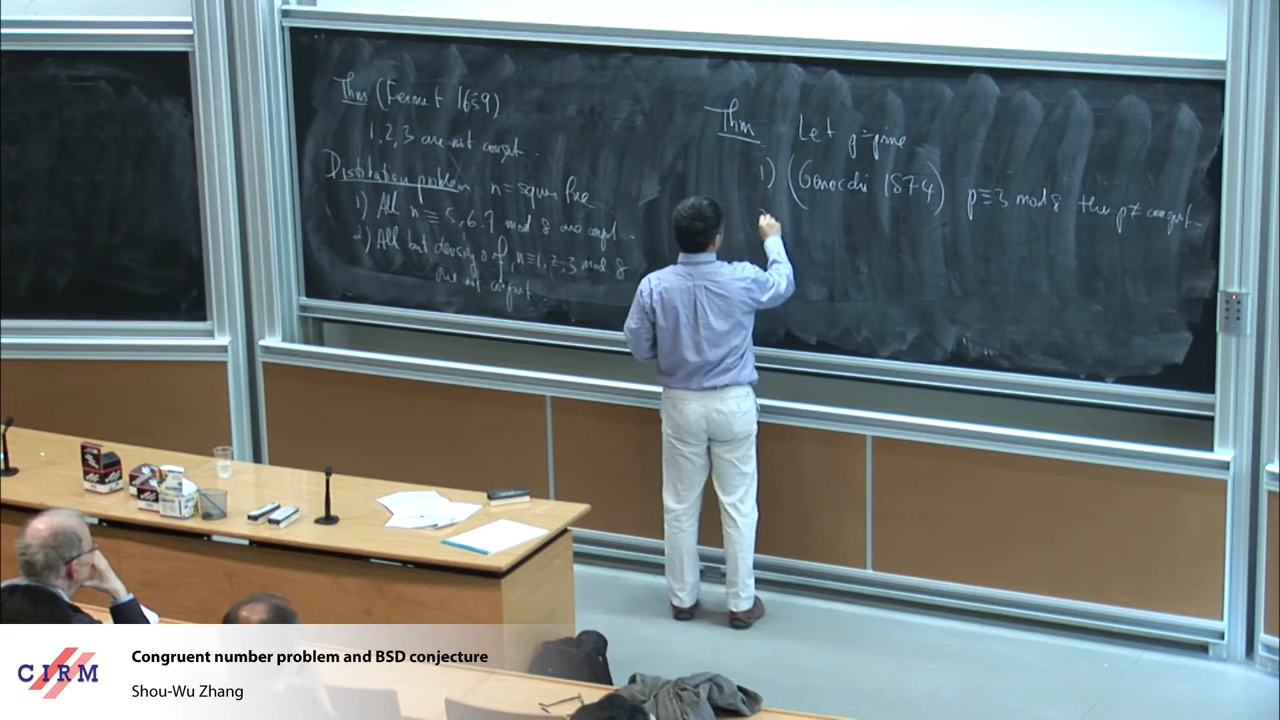 Thm (Fermat 1659)
1, 2, 3 are not congt.
Distribution problem n = square free
1) All n ≡ 5, 6, 7 mod 8 are congt.
2) All but density 0 of n ≡ 1, 2, 3 mod 8
are not congruent.
Thm Let p = prime
1) (Genocchi 1874) p ≡ 3 mod 8 then p ≠ congrt.
CIRM
Congruent number problem and BSD conjecture
Shou-Wu Zhang